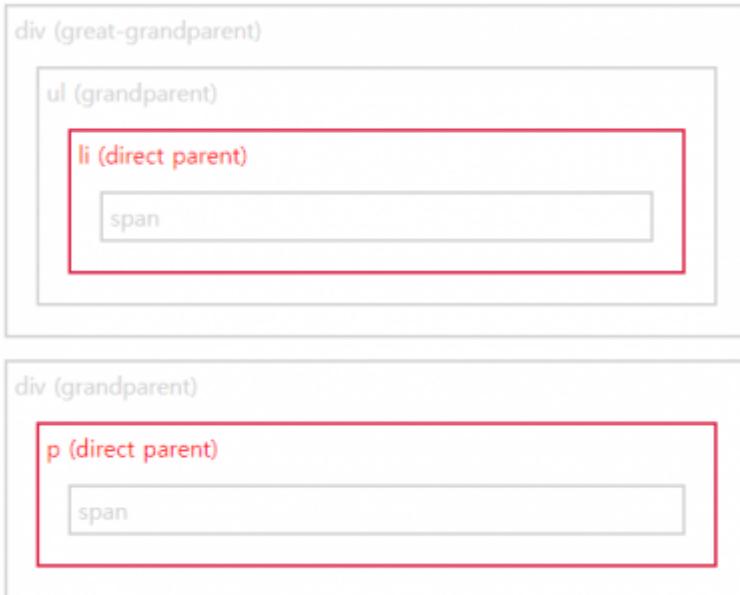 div (great-grandparent)
ul (grandparent)
li (direct parent)
span
div (grandparent)
p (direct parent)
span